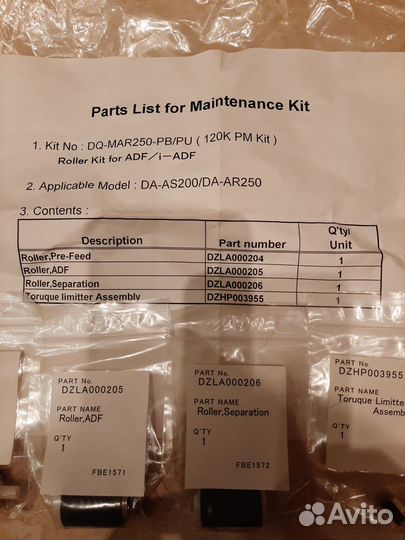 Parts List for Maintenance Kit
1. Kit No : DQ-MAR250-PB/PU ( 120K PM Kit )
Roller Kit for ADF／i-ADF
2. Applicable Model : DA-AS200/DA-AR250
3. Contents :
Description Part number Q'ty/ Unit
Roller,Pre-Feed DZLA000204 1
Roller,ADF DZLA000205 1
Roller,Separation DZLA000206 1
Toruque limitter Assembly DZHP003955 1
PART No.
DZLA000205
PART NAME
Roller,ADF
Q'TY
1
FBE1571
PART No.
DZLA000206
PART NAME
Roller,Separation
Q'TY
1
FBE1572
PART No.
DZHP003955
PART NAME
Toruque Limitter
Assemb
Q'TY
1
Avito